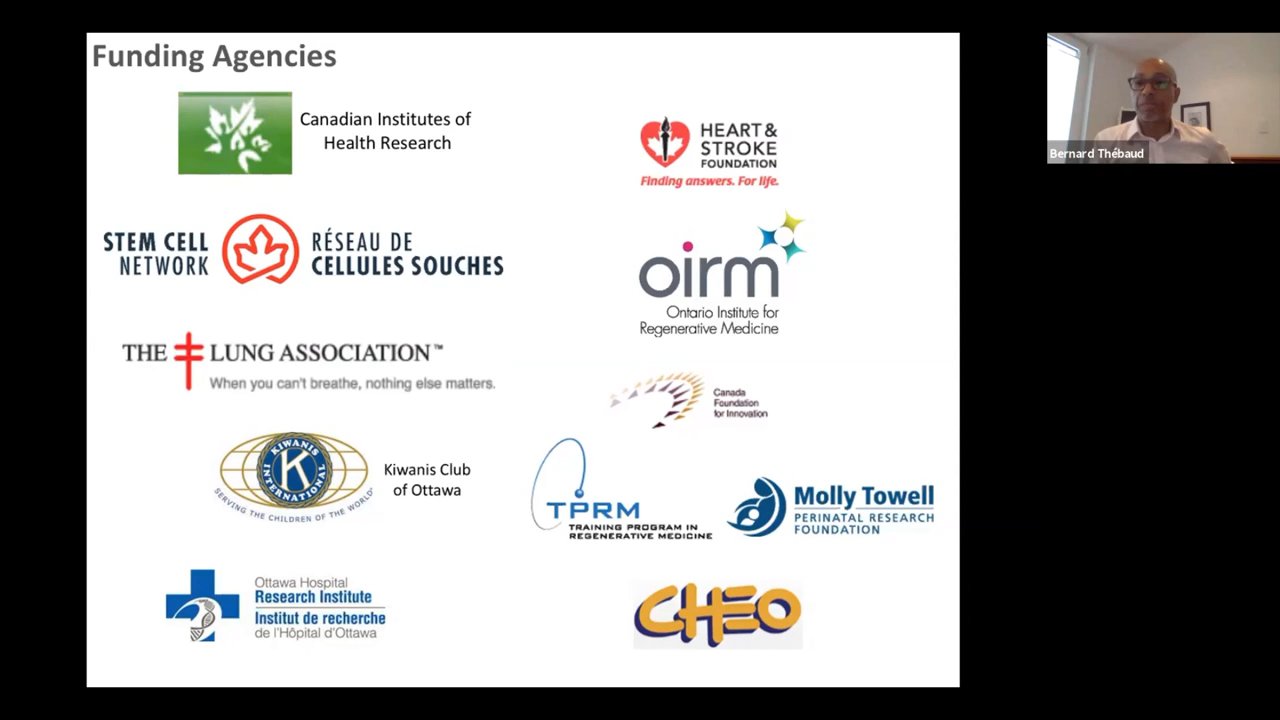 Funding Agencies
Canadian Institutes of
Health Research
HEART &
STROKE
FOUNDATION
Finding answers. For life.
STEM CELL
NETWORK
RÉSEAU DE
CELLULES SOUCHES
oirm
Ontario Institute for
Regenerative Medicine
THE LUNG ASSOCIATION™
When you can't breathe, nothing else matters.
Canada
Foundation
for Innovation
KIWANIS
K
INTERNATIONAL
SERVING THE CHILDREN OF THE WORLD
Kiwanis Club
of Ottawa
TPRM
TRAINING PROGRAM IN
REGENERATIVE MEDICINE
Molly Towell
PERINATAL RESEARCH
FOUNDATION
Ottawa Hospital
Research Institute
Institut de recherche
de l'Hôpital d'Ottawa
CHEO
Bernard Thébaud